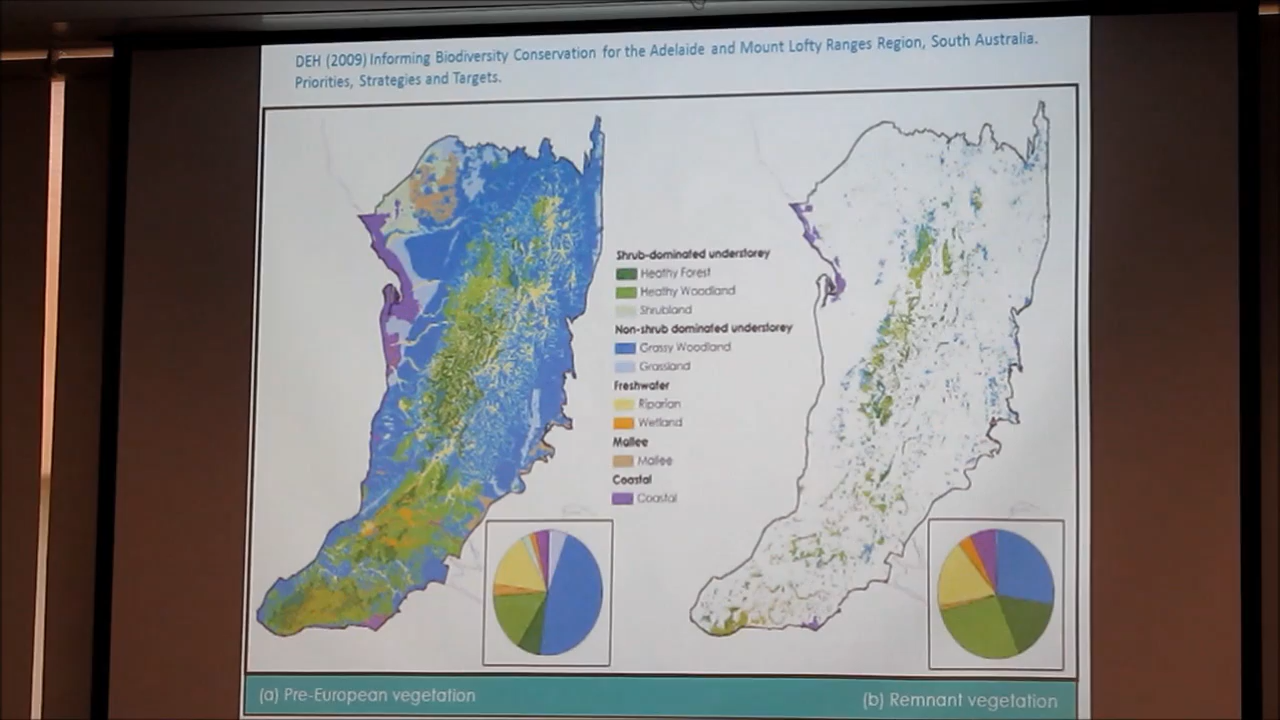 DEH (2009) Informing Biodiversity Conservation for the Adelaide and Mount Lofty Ranges Region, South Australia.
Priorities, Strategies and Targets.
Shrub-dominated understorey
Heathy Forest
Heathy Woodland
Shrubland
Non-shrub dominated understorey
Grassy Woodland
Grassland
Freshwater
Riparian
Wetland
Mallee
Mallee
Coastal
Coastal
(a) Pre-European vegetation
(b) Remnant vegetation